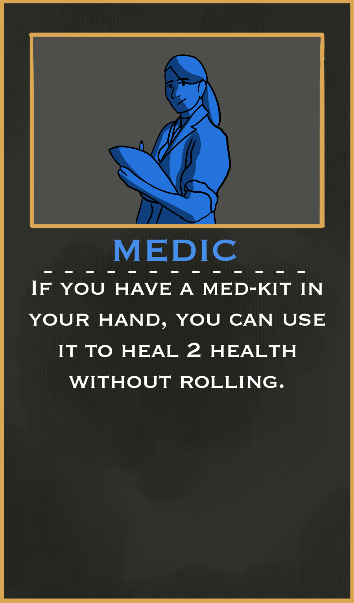 MEDIC
IF YOU HAVE A MED-KIT IN
YOUR HAND, YOU CAN USE
IT TO HEAL 2 HEALTH
WITHOUT ROLLING.